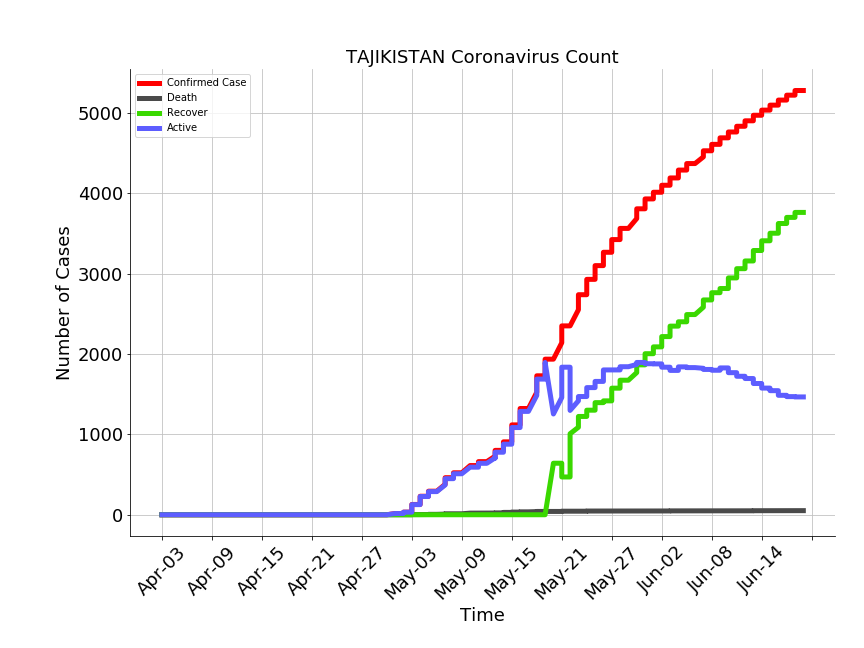 TAJIKISTAN Coronavirus Count
Confirmed Case
Death
Recover
Active
Number of Cases
5000
4000
3000
2000
1000
0
Apr-03
Apr-09
Apr-15
Apr-21
Apr-27
May-03
May-09
May-15
May-21
May-27
Jun-02
Jun-08
Jun-14
Time